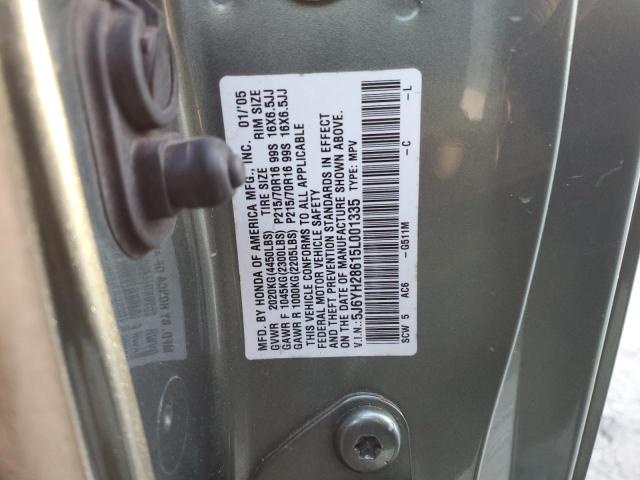 MFD. BY HONDA OF AMERICA MFG., INC. 01/'05
GVWR 2020KG(4450LBS) TIRE SIZE RIM SIZE
GAWR F 1045KG(2300LBS) P215/70R16 99S 16X6.5JJ
GAWR R 1000KG(2205LBS) P215/70R16 99S 16X6.5JJ
THIS VEHICLE CONFORMS TO ALL APPLICABLE
FEDERAL MOTOR VEHICLE SAFETY
AND THEFT PREVENTION STANDARDS IN EFFECT
ON THE DATE OF MANUFACTURE SHOWN ABOVE.
V.I.N.: 5J6YH28615L001335 TYPE: MPV
SCW 5 AC6 -G511M -C -L